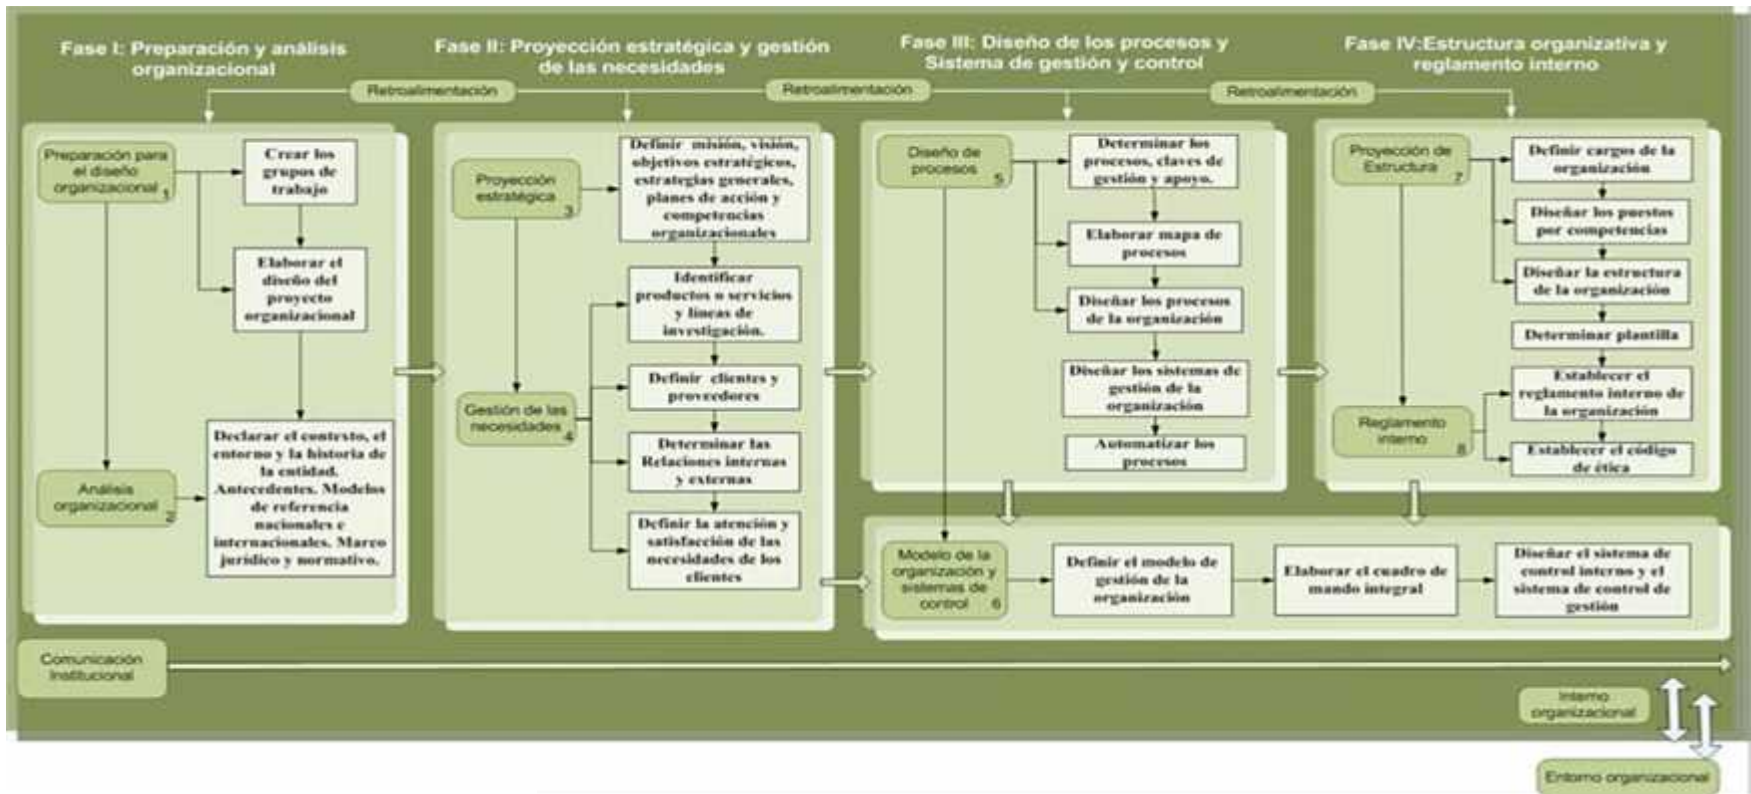 Fase I: Preparación y análisis
organizacional
Fase II: Proyección estratégica y gestión
de las necesidades
Fase III: Diseño de los procesos y
Sistema de gestión y control
Fase IV:Estructura organizativa y
reglamento interno
Retroalimentación
Retroalimentación
Retroalimentación
Preparación para
el diseño
organizacional 1
Crear los
grupos de
trabajo
Elaborar el
diseño del
proyecto
organizacional
Análisis
organizacional 2
Declarar el contexto, el
entorno y la historia de
la entidad.
Antecedentes. Modelos
de referencia
nacionales e
internacionales. Marco
jurídico y normativo.
Proyección
estratégica 3
Definir misión, visión,
objetivos estratégicos,
estrategias generales,
planes de acción y
competencias
organizacionales
Identificar
productos o servicios
y líneas de
investigación.
Gestión de las
necesidades 4
Definir clientes y
proveedores
Determinar las
Relaciones internas
y externas
Definir la atención y
satisfacción de las
necesidades de los
clientes
Diseño de
procesos 5
Determinar los
procesos, claves de
gestión y apoyo.
Elaborar mapa de
procesos
Diseñar los procesos
de la organización
Diseñar los sistemas de
gestión de la
organización
Automatizar los
procesos
Proyección de
Estructura 7
Definir cargos de la
organización
Diseñar los puestos
por competencias
Diseñar la estructura
de la organización
Determinar plantilla
Reglamento
interno 8
Establecer el
reglamento interno de
la organización
Establecer el código
de ética
Modelo de la
organización y
sistemas de
control 6
Definir el modelo de
gestión de la
organización
Elaborar el cuadro de
mando integral
Diseñar el sistema de
control interno y el
sistema de control de
gestión
Comunicación
Institucional
Interno
organizacional
Entorno organizacional